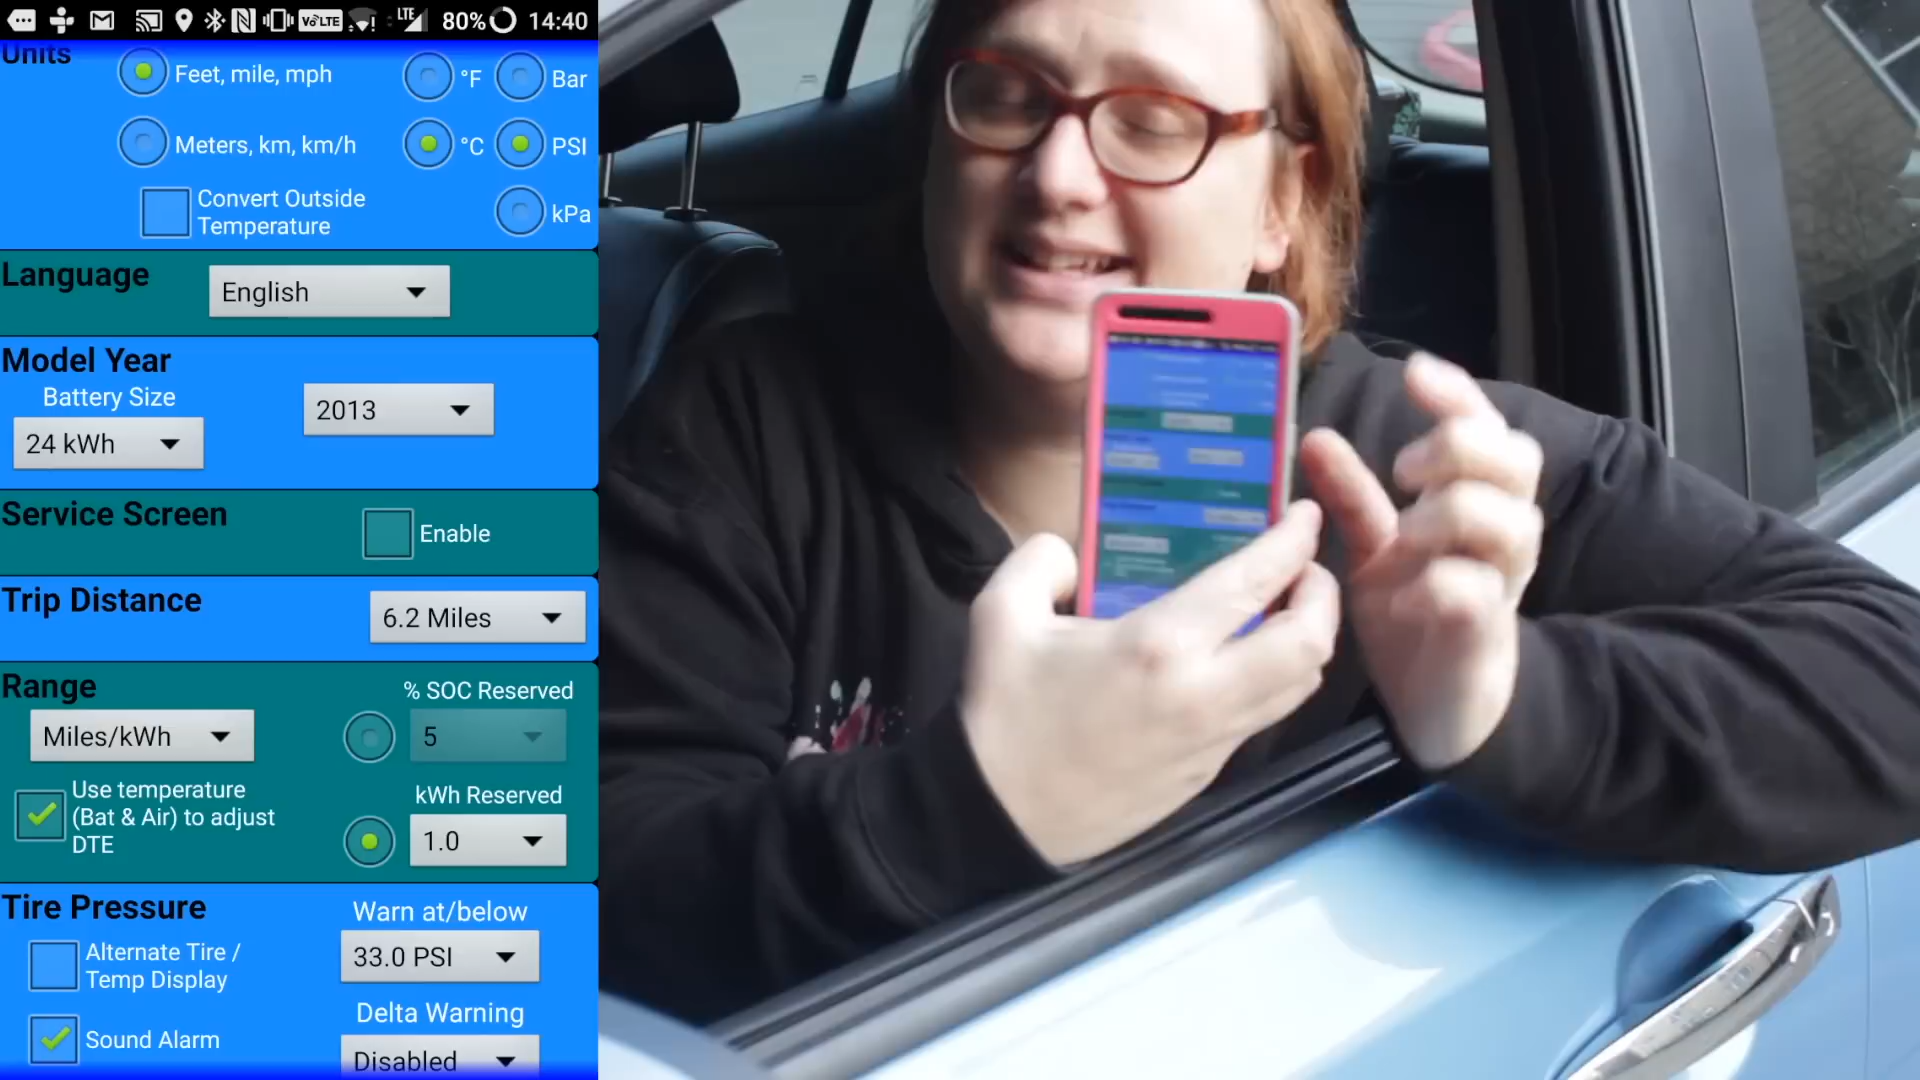 VoLTE LTE 80% 14:40
Units
Feet, mile, mph °F Bar
Meters, km, km/h °C PSI
Convert Outside
Temperature
kPa
Language
English
Model Year
Battery Size
2013
24 kWh
Service Screen
Enable
Trip Distance
6.2 Miles
Range
% SOC Reserved
Miles/kWh
5
Use temperature
(Bat & Air) to adjust
DTE
kWh Reserved
1.0
Tire Pressure
Warn at/below
Alternate Tire /
Temp Display
33.0 PSI
Delta Warning
Sound Alarm
Disabled